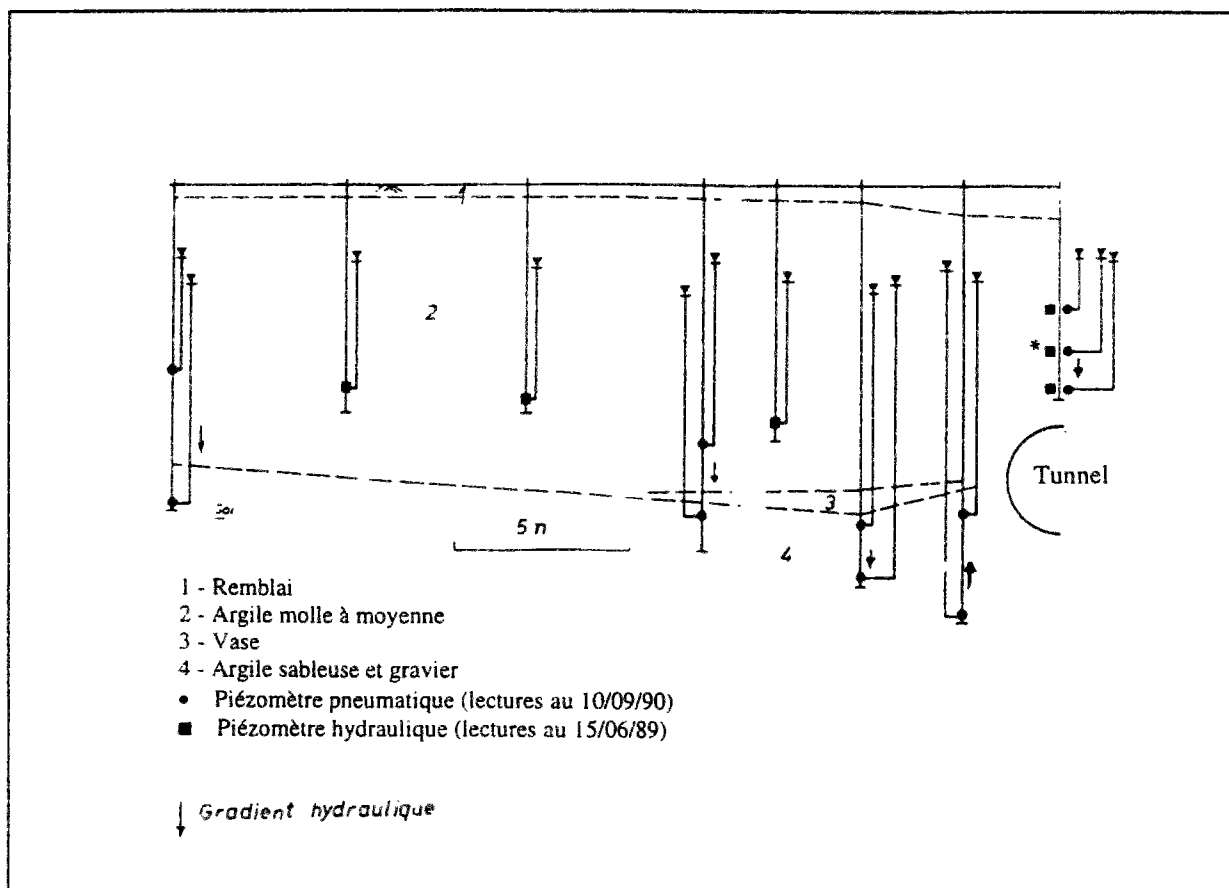 1
2
*
Tunnel
3
5 n
4
1 - Remblai
2 - Argile molle à moyenne
3 - Vase
4 - Argile sableuse et gravier
● Piézomètre pneumatique (lectures au 10/09/90)
■ Piézomètre hydraulique (lectures au 15/06/89)
↓ Gradient hydraulique